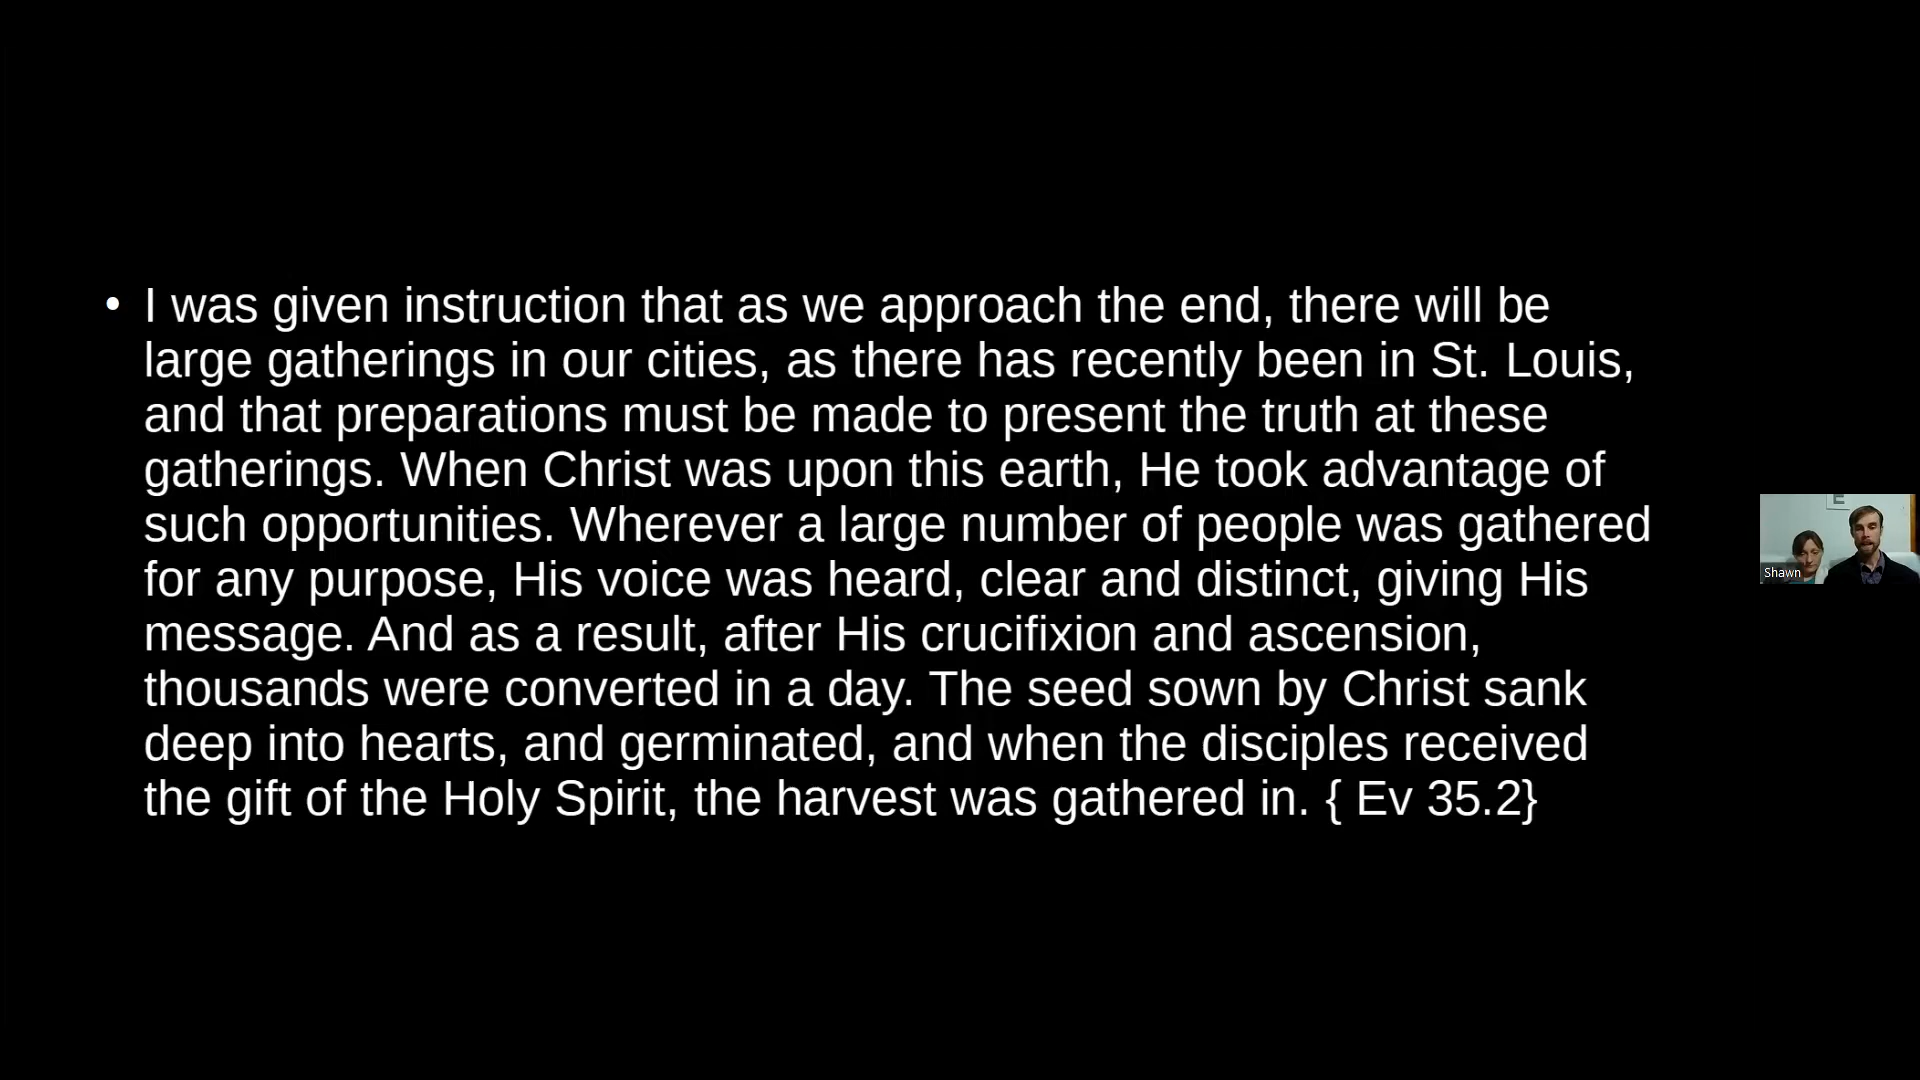 • I was given instruction that as we approach the end, there will be
large gatherings in our cities, as there has recently been in St. Louis,
and that preparations must be made to present the truth at these
gatherings. When Christ was upon this earth, He took advantage of
such opportunities. Wherever a large number of people was gathered
for any purpose, His voice was heard, clear and distinct, giving His
message. And as a result, after His crucifixion and ascension,
thousands were converted in a day. The seed sown by Christ sank
deep into hearts, and germinated, and when the disciples received
the gift of the Holy Spirit, the harvest was gathered in. { Ev 35.2}
E
Shawn